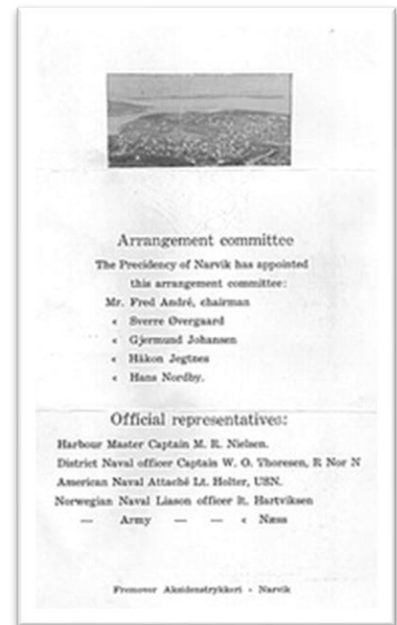 Arrangement committee
The Precidency of Narvik has appointed
this arrangement committee:
Mr. Fred André, chairman
« Sverre Øvergaard
« Gjermund Johansen
« Håkon Jegtnes
« Hans Nordby.
Official representatives:
Harbour Master Captain M. R. Nielsen.
District Naval officer Captain W. O. Thoresen, R Nor N
American Naval Attaché Lt. Holter, USN.
Norwegian Naval Liason officer lt. Hartviksen
— Army — — « Næss
Fremover Aksidenstrykkeri - Narvik